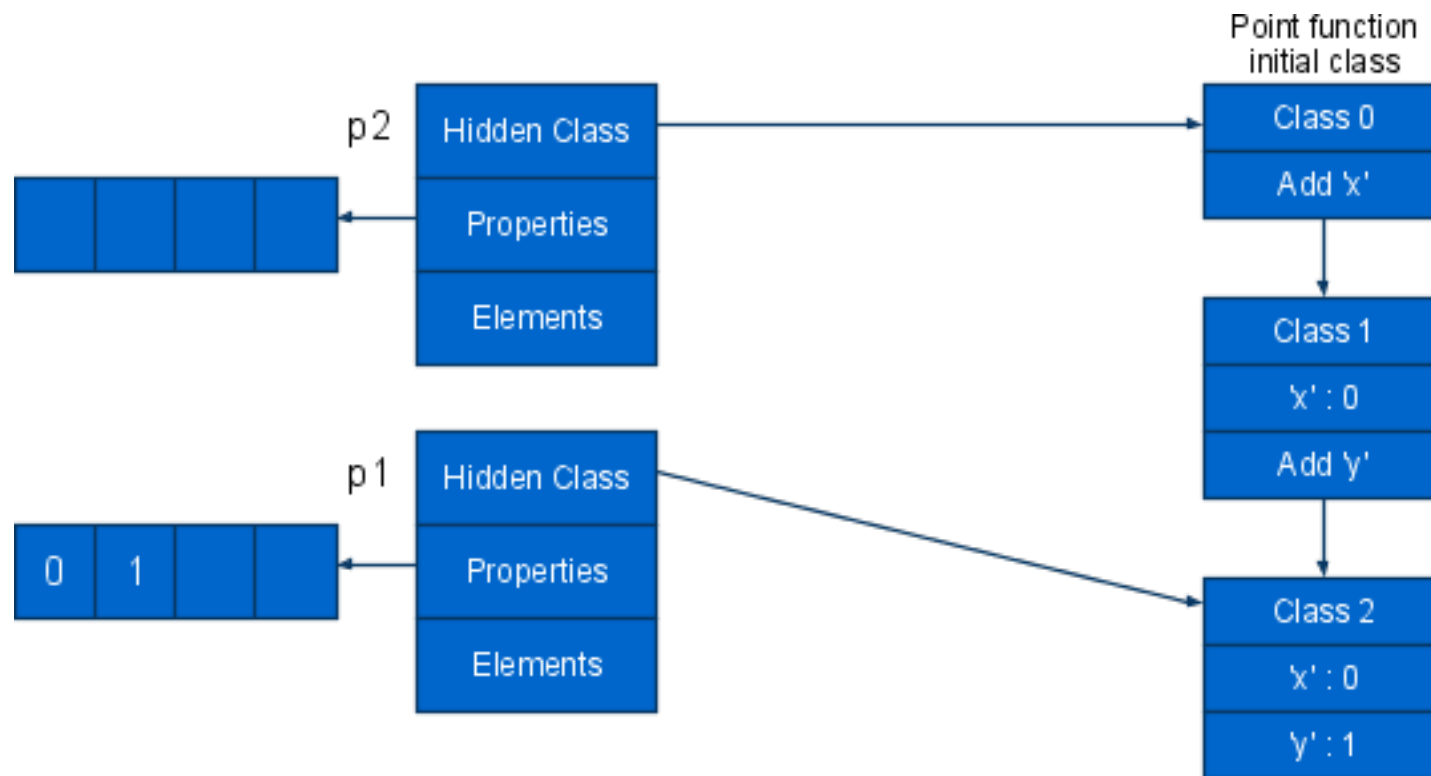 Point function
initial class
p2
Hidden Class
Properties
Elements
Class 0
Add 'x'
Class 1
'x' : 0
Add 'y'
p1
Hidden Class
0 1
Properties
Elements
Class 2
'x' : 0
'y' : 1